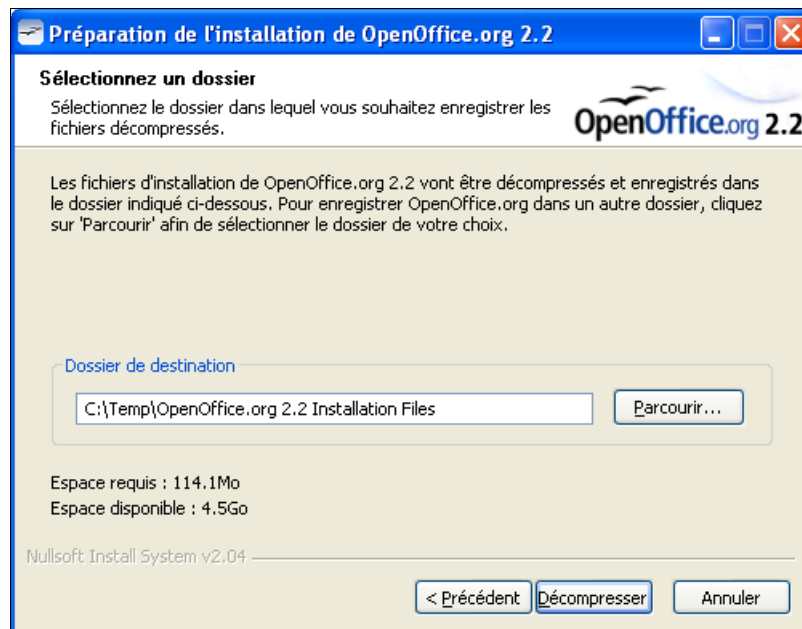 Préparation de l'installation de OpenOffice.org 2.2
Sélectionnez un dossier
Sélectionnez le dossier dans lequel vous souhaitez enregistrer les
fichiers décompressés.
OpenOffice.org 2.2
Les fichiers d'installation de OpenOffice.org 2.2 vont être décompressés et enregistrés dans
le dossier indiqué ci-dessous. Pour enregistrer OpenOffice.org dans un autre dossier, cliquez
sur 'Parcourir' afin de sélectionner le dossier de votre choix.
Dossier de destination
C:\Temp\OpenOffice.org 2.2 Installation Files
Parcourir...
Espace requis : 114.1Mo
Espace disponible : 4.5Go
Nullsoft Install System v2.04
< Précédent
Décompresser
Annuler